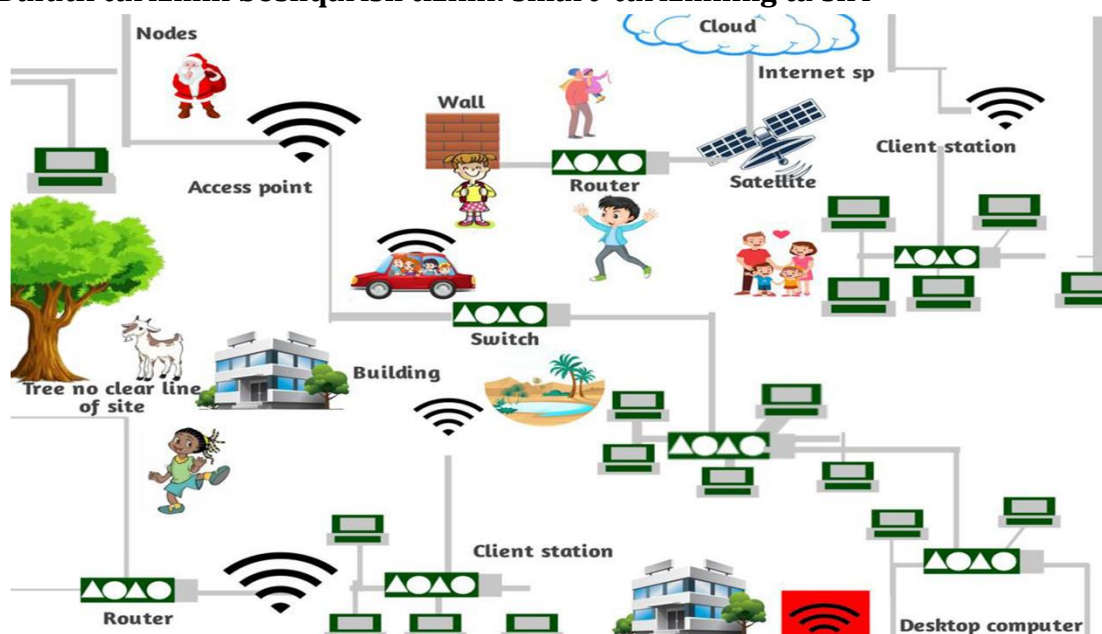 Nodes
Cloud
Internet sp
Wall
Client station
Access point
Router
Satellite
Switch
Building
Tree no clear line
of site
Client station
Router
Desktop computer